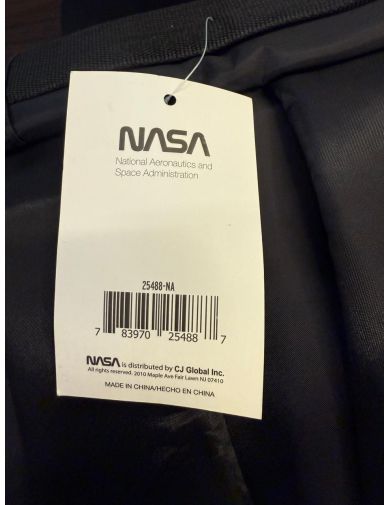 NASA
National Aeronautics and
Space Administration
25488-NA
7 83970 25488 7
NASA is distributed by CJ Global Inc.
All rights reserved. 2010 Maple Ave Fair Lawn NJ 07410
MADE IN CHINA/HECHO EN CHINA